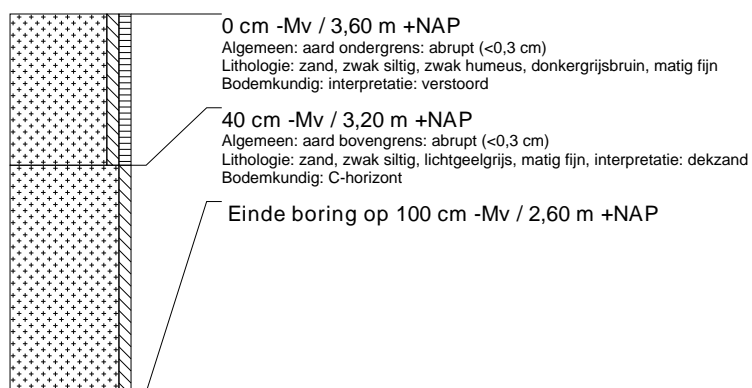 0 cm -Mv / 3,60 m +NAP
Algemeen: aard ondergrens: abrupt (<0,3 cm)
Lithologie: zand, zwak siltig, zwak humeus, donkergrijsbruin, matig fijn
Bodemkundig: interpretatie: verstoord
40 cm -Mv / 3,20 m +NAP
Algemeen: aard bovengrens: abrupt (<0,3 cm)
Lithologie: zand, zwak siltig, lichtgeelgrijs, matig fijn, interpretatie: dekzand
Bodemkundig: C-horizont
Einde boring op 100 cm -Mv / 2,60 m +NAP